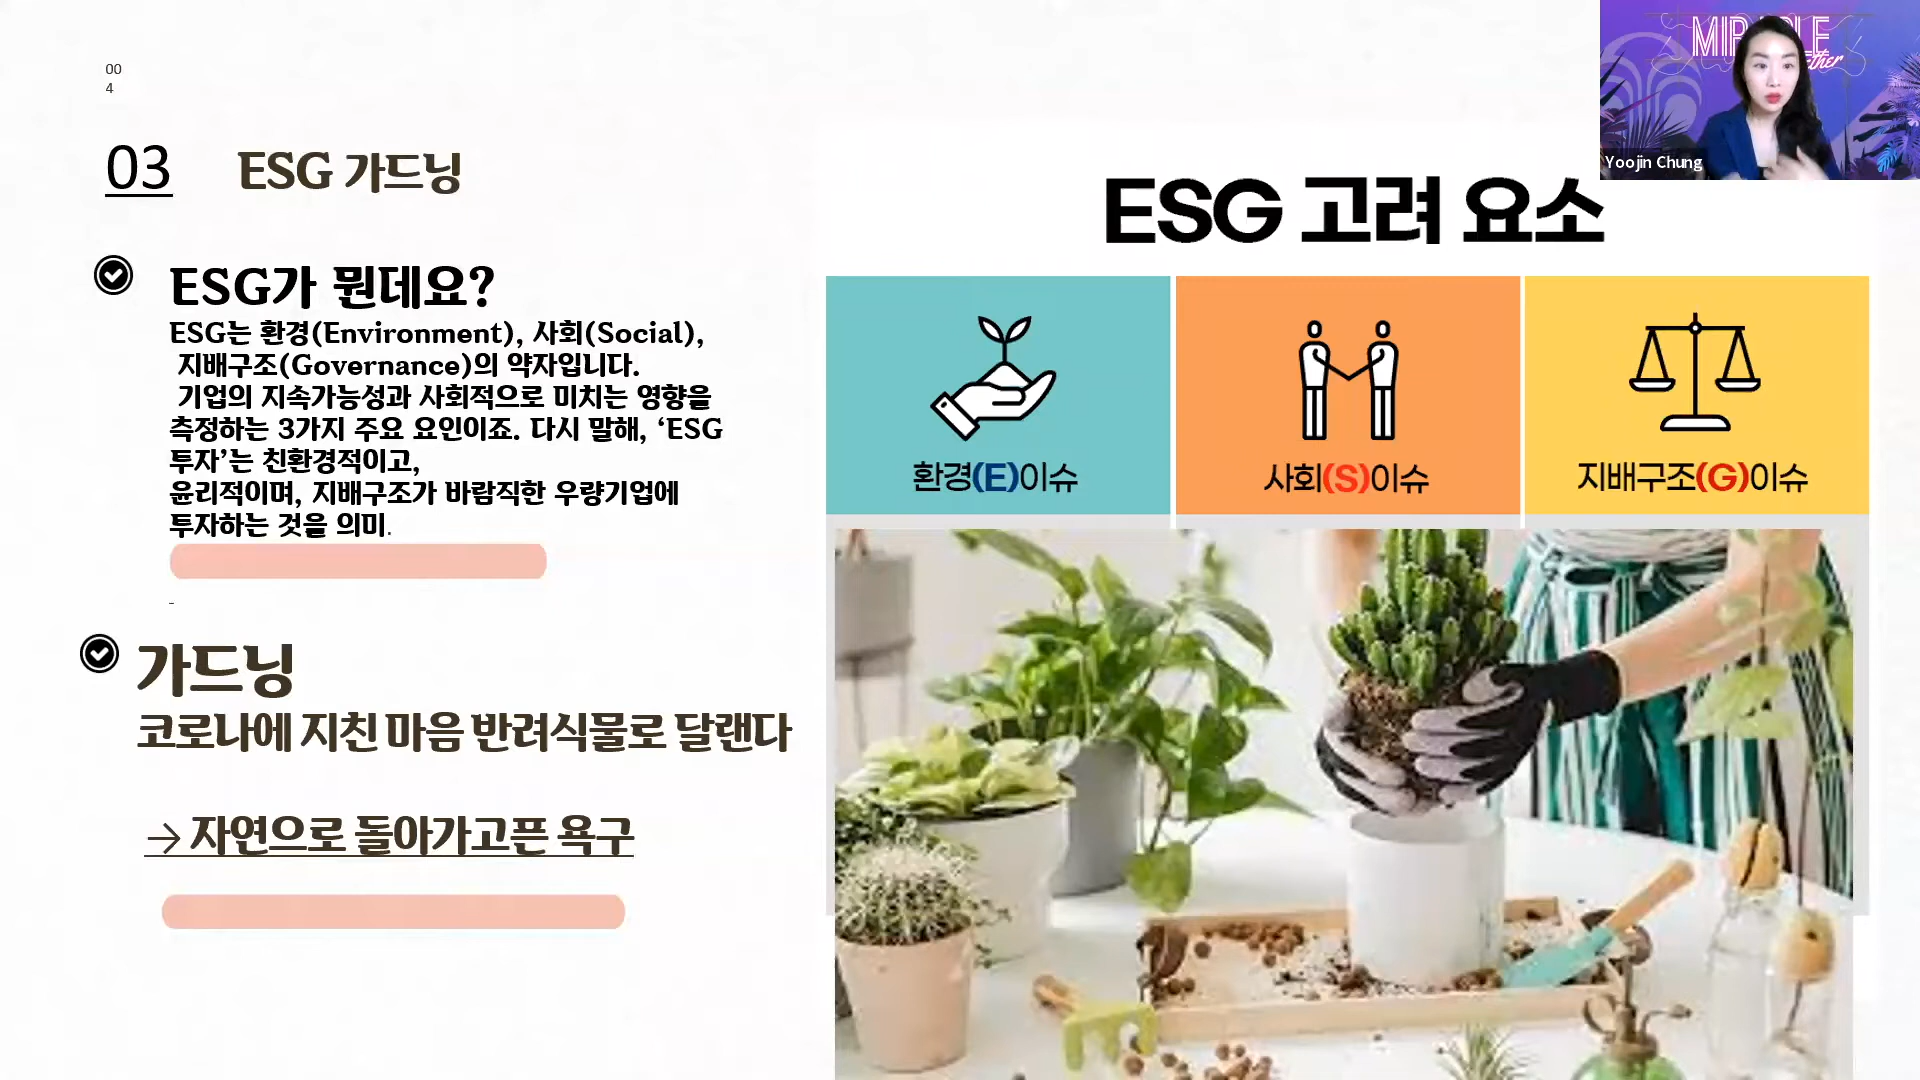 00
4
03 ESG 가드닝
ESG가 뭔데요?
ESG는 환경(Environment), 사회(Social),
지배구조(Governance)의 약자입니다.
기업의 지속가능성과 사회적으로 미치는 영향을
측정하는 3가지 주요 요인이죠. 다시 말해, ‘ESG
투자’는 친환경적이고,
윤리적이며, 지배구조가 바람직한 우량기업에
투자하는 것을 의미.
-
가드닝
코로나에 지친 마음 반려식물로 달랜다
→ 자연으로 돌아가고픈 욕구
ESG 고려 요소
환경(E)이슈
사회(S)이슈
지배구조(G)이슈
Yoojin Chung